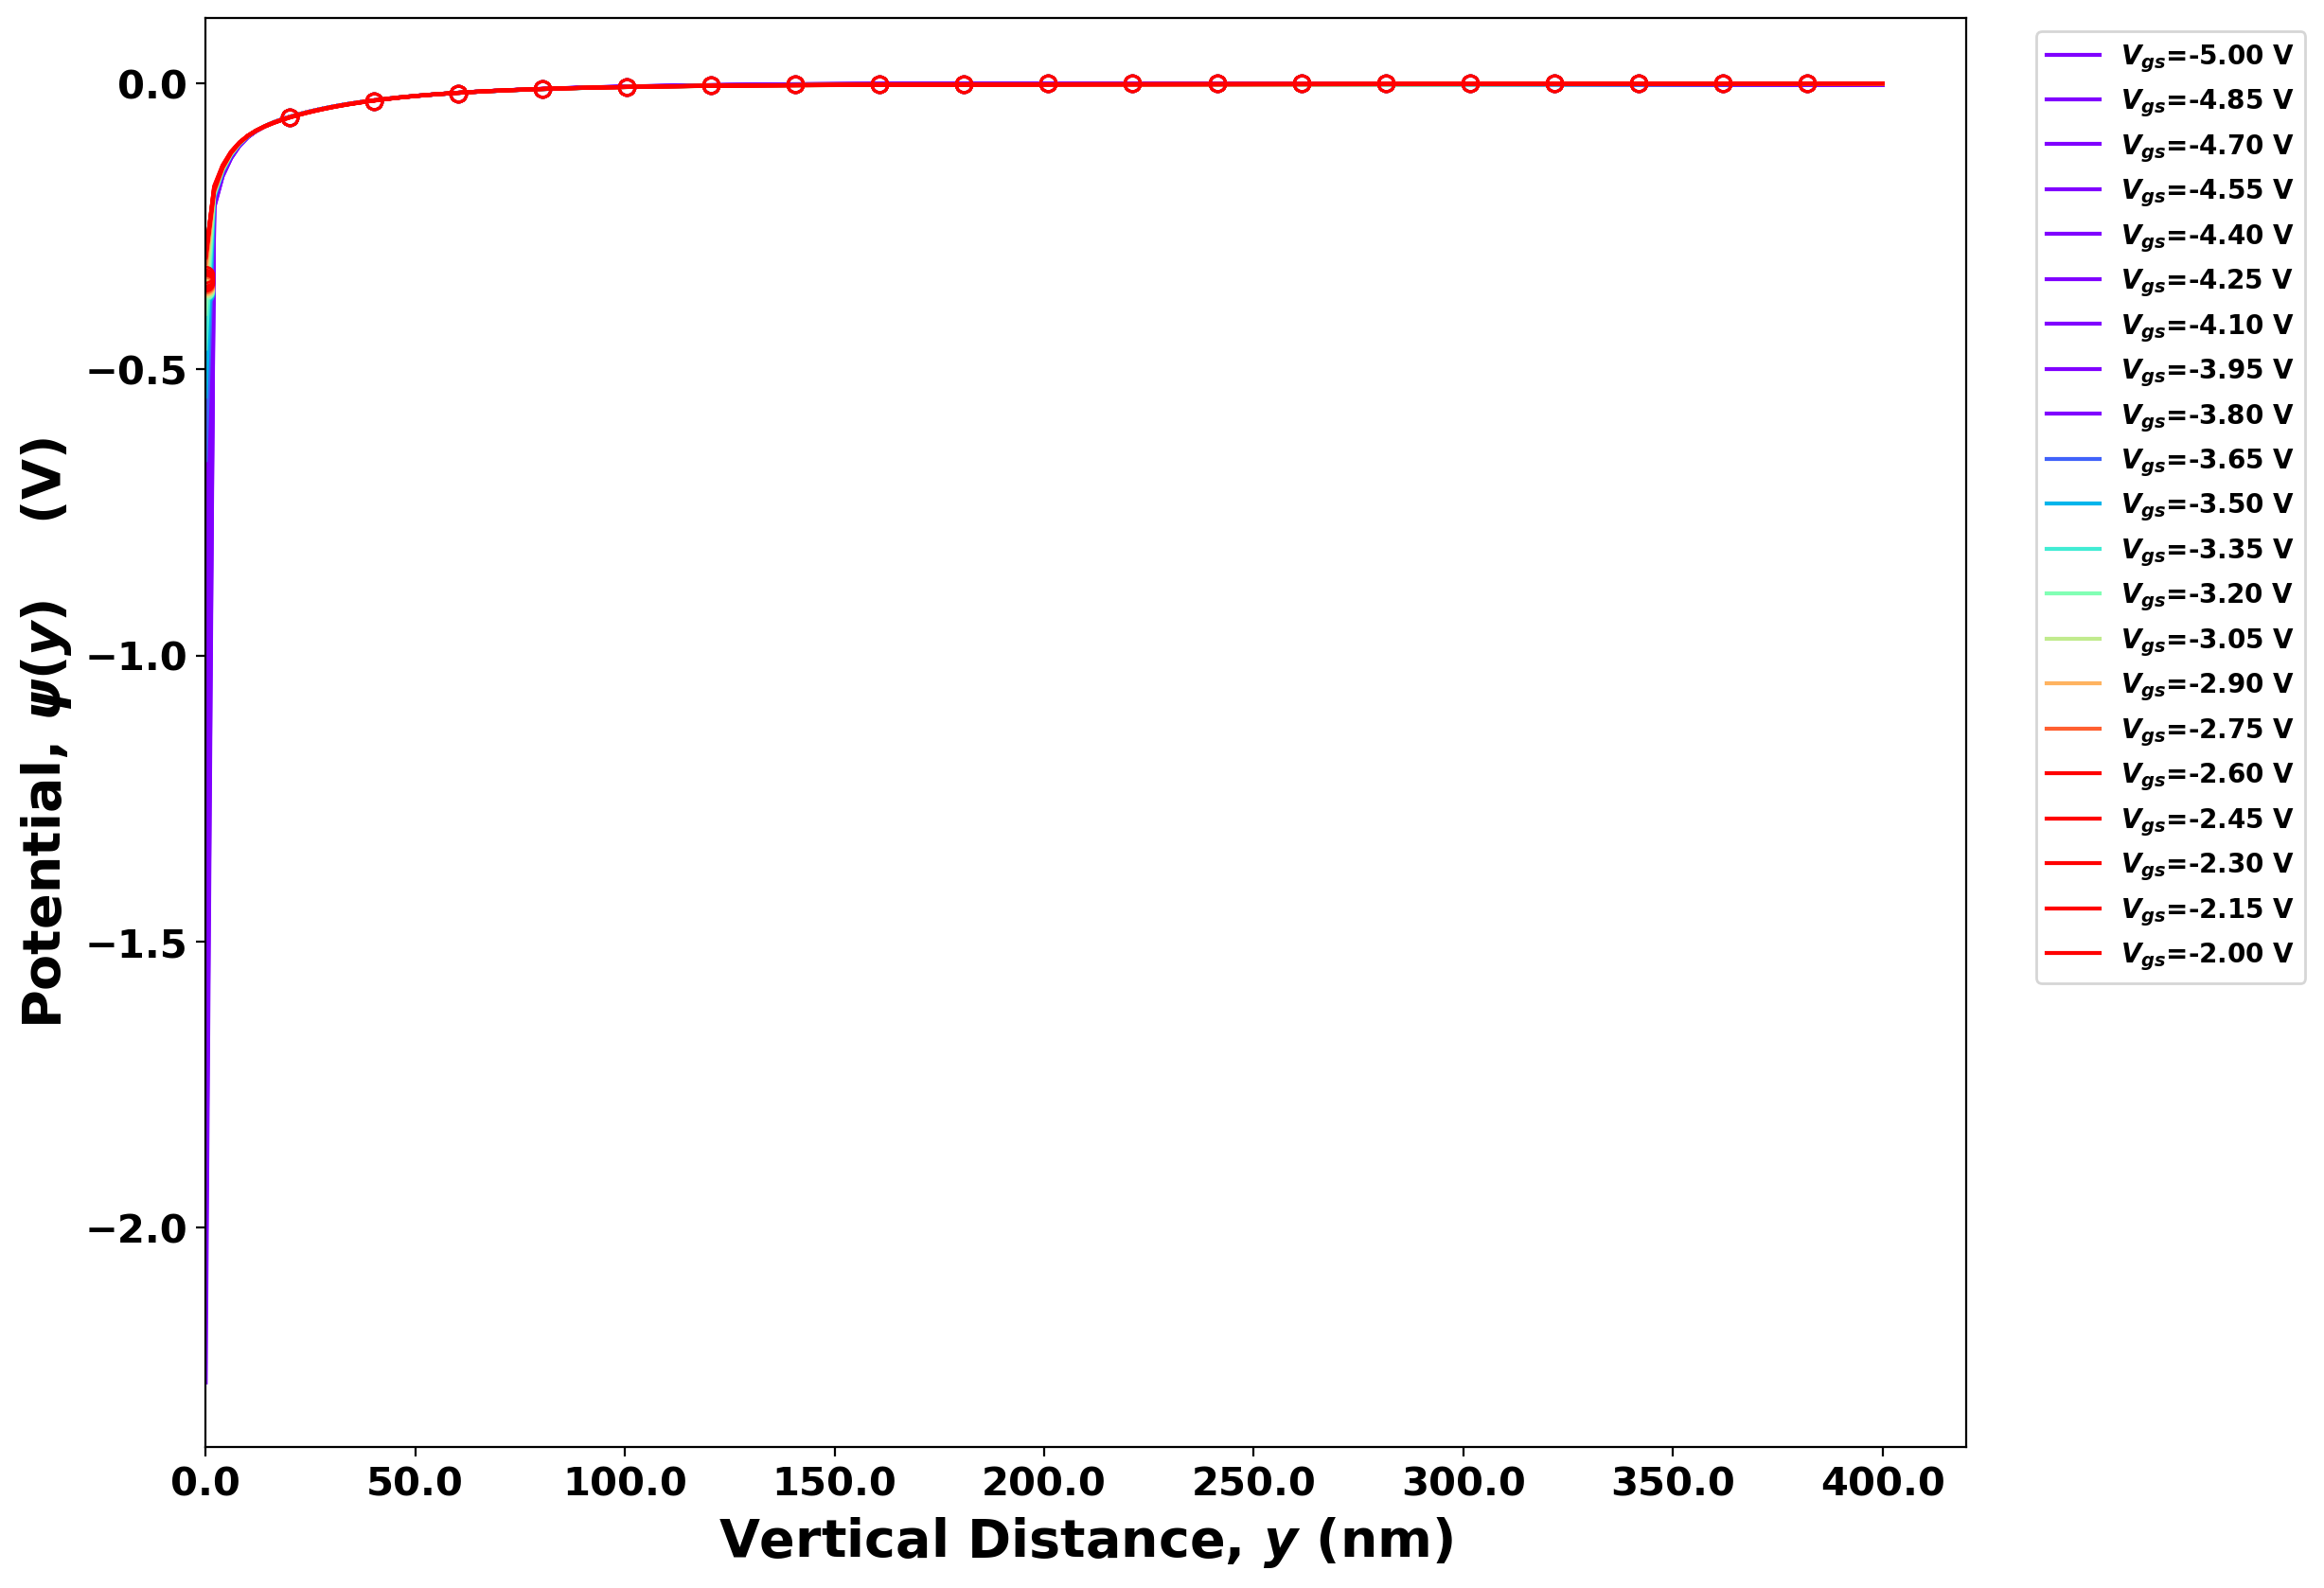 0.0
−0.5
−1.0
−1.5
−2.0
Potential, ψ(y) (V)
0.0 50.0 100.0 150.0 200.0 250.0 300.0 350.0 400.0
Vertical Distance, y (nm)
Vgs=-5.00 V
Vgs=-4.85 V
Vgs=-4.70 V
Vgs=-4.55 V
Vgs=-4.40 V
Vgs=-4.25 V
Vgs=-4.10 V
Vgs=-3.95 V
Vgs=-3.80 V
Vgs=-3.65 V
Vgs=-3.50 V
Vgs=-3.35 V
Vgs=-3.20 V
Vgs=-3.05 V
Vgs=-2.90 V
Vgs=-2.75 V
Vgs=-2.60 V
Vgs=-2.45 V
Vgs=-2.30 V
Vgs=-2.15 V
Vgs=-2.00 V